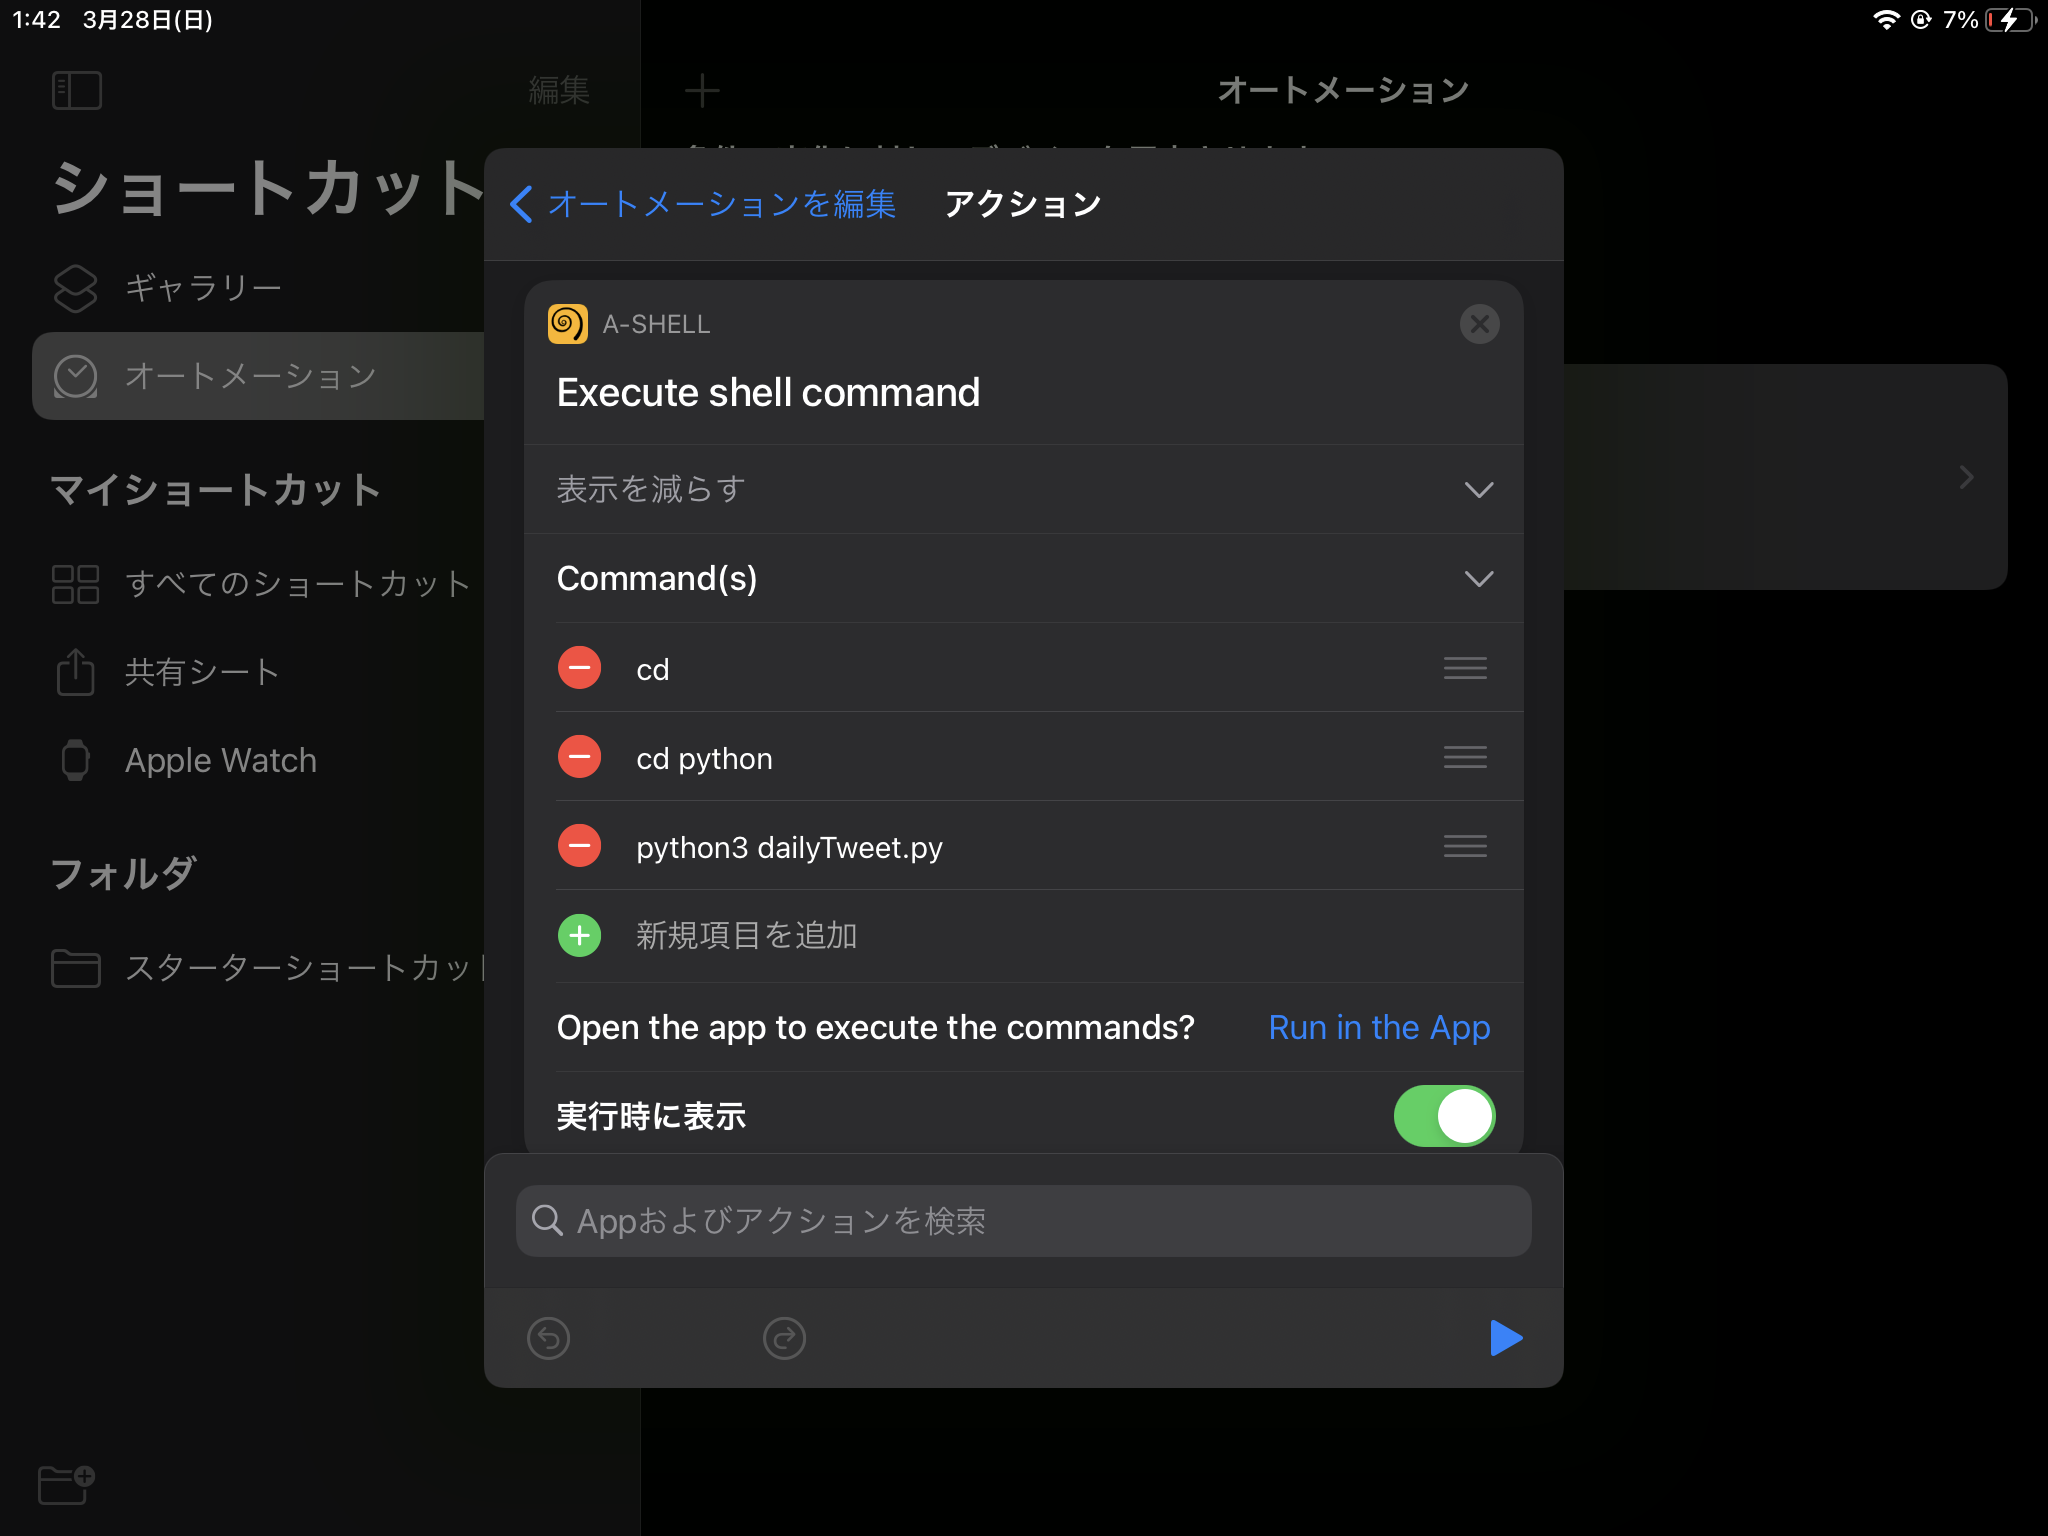 1:42 3月28日(日)
7%
編集
オートメーション
ショートカット
ギャラリー
オートメーション
マイショートカット
すべてのショートカット
共有シート
Apple Watch
フォルダ
スターターショートカット
オートメーションを編集
アクション
A-SHELL
Execute shell command
表示を減らす
Command(s)
cd
cd python
python3 dailyTweet.py
新規項目を追加
Open the app to execute the commands? Run in the App
実行時に表示
Appおよびアクションを検索